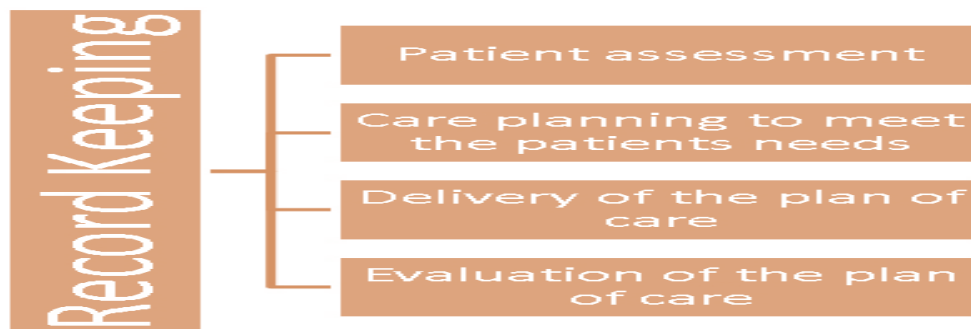 Record Keeping
Patient assessment
Care planning to meet
the patients needs
Delivery of the plan of
care
Evaluation of the plan
of care